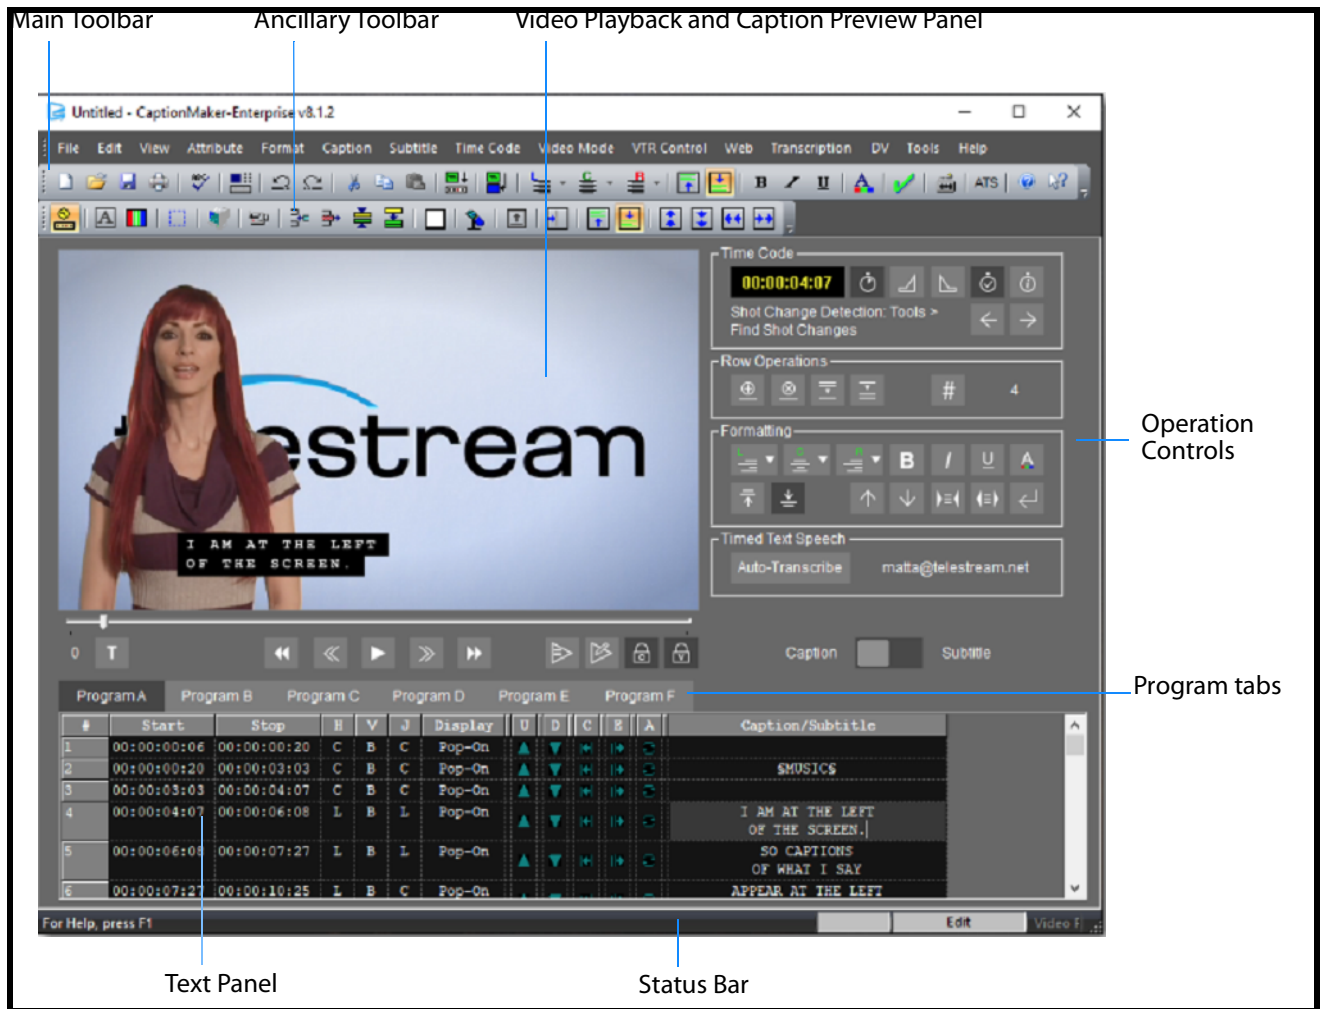 Main Toolbar Ancillary Toolbar Video Playback and Caption Preview Panel
Untitled - CaptionMaker-Enterprise v8.1.2
File Edit View Attribute Format Caption Subtitle Time Code Video Mode VTR Control Web Transcription DV Tools Help
B I U A ATS
A
Time Code
00:00:04:07
Shot Change Detection: Tools >
Find Shot Changes
Row Operations
# 4
Formatting
L C R B I U A
Timed Text Speech
Auto-Transcribe matta@telestream.net
telestream
I AM AT THE LEFT
OF THE SCREEN.
0 T C V
Caption Subtitle
Operation
Controls
Program A Program B Program C Program D Program E Program F
Program tabs
# Start Stop H V J Display U D C E A Caption/Subtitle
1 00:00:00:06 00:00:00:20 C B C Pop-On
2 00:00:00:20 00:00:03:03 C B C Pop-On §MUSIC§
3 00:00:03:03 00:00:04:07 C B C Pop-On
4 00:00:04:07 00:00:06:08 L B L Pop-On I AM AT THE LEFT
OF THE SCREEN.
5 00:00:06:08 00:00:07:27 L B L Pop-On SO CAPTIONS
OF WHAT I SAY
6 00:00:07:27 00:00:10:25 L B C Pop-On APPEAR AT THE LEFT
For Help, press F1 Edit Video F
Text Panel Status Bar